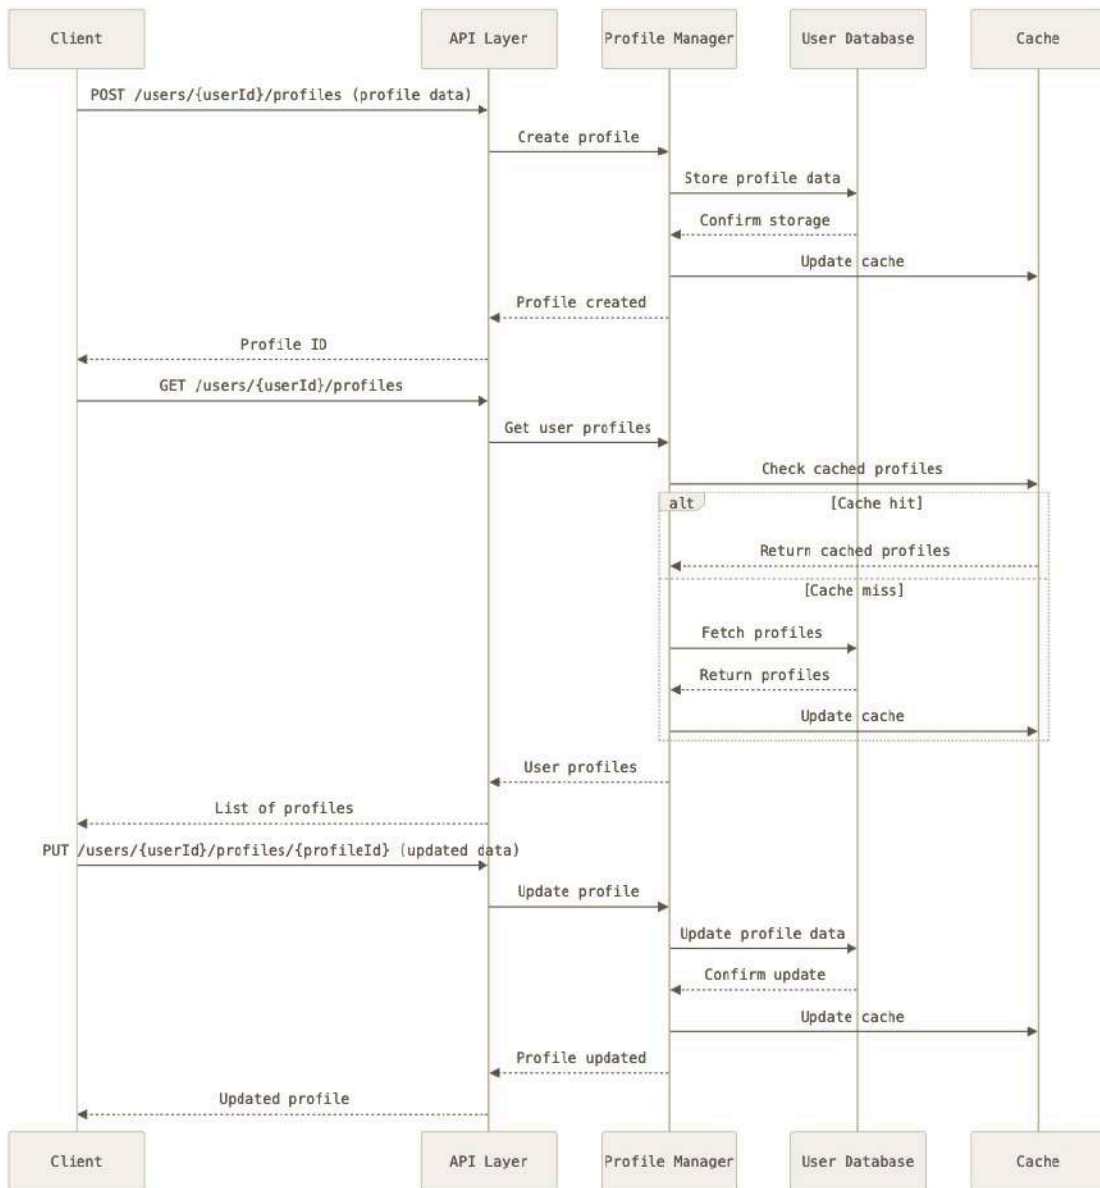 Client
API Layer
Profile Manager
User Database
Cache
POST /users/{userId}/profiles (profile data)
Create profile
Store profile data
Confirm storage
Update cache
Profile created
Profile ID
GET /users/{userId}/profiles
Get user profiles
Check cached profiles
alt
[Cache hit]
Return cached profiles
[Cache miss]
Fetch profiles
Return profiles
Update cache
User profiles
List of profiles
PUT /users/{userId}/profiles/{profileId} (updated data)
Update profile
Update profile data
Confirm update
Update cache
Profile updated
Updated profile
Client
API Layer
Profile Manager
User Database
Cache